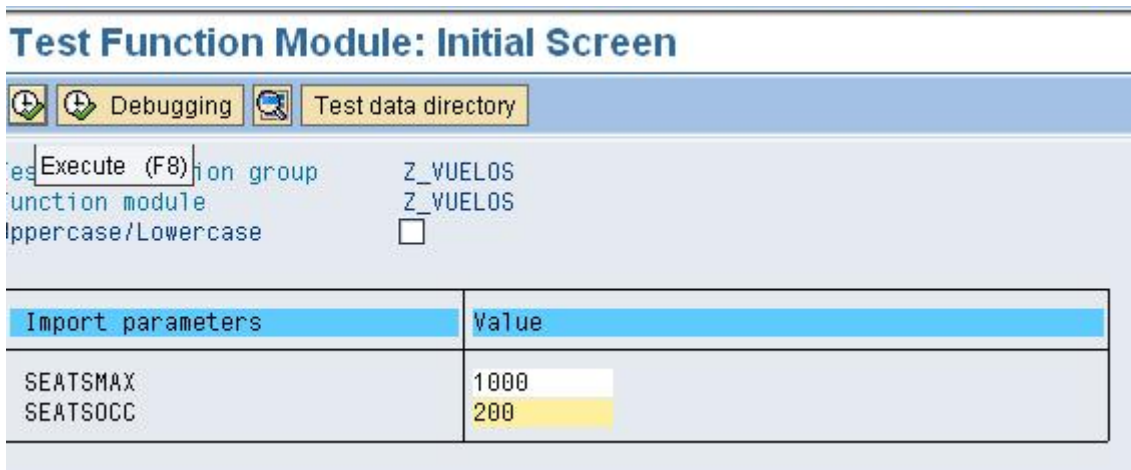 Test Function Module: Initial Screen
Debugging Test data directory
Execute (F8)
ion group Z_VUELOS
unction module Z_VUELOS
ppercase/Lowercase
Import parameters Value
SEATSMAX 1000
SEATSOCC 200